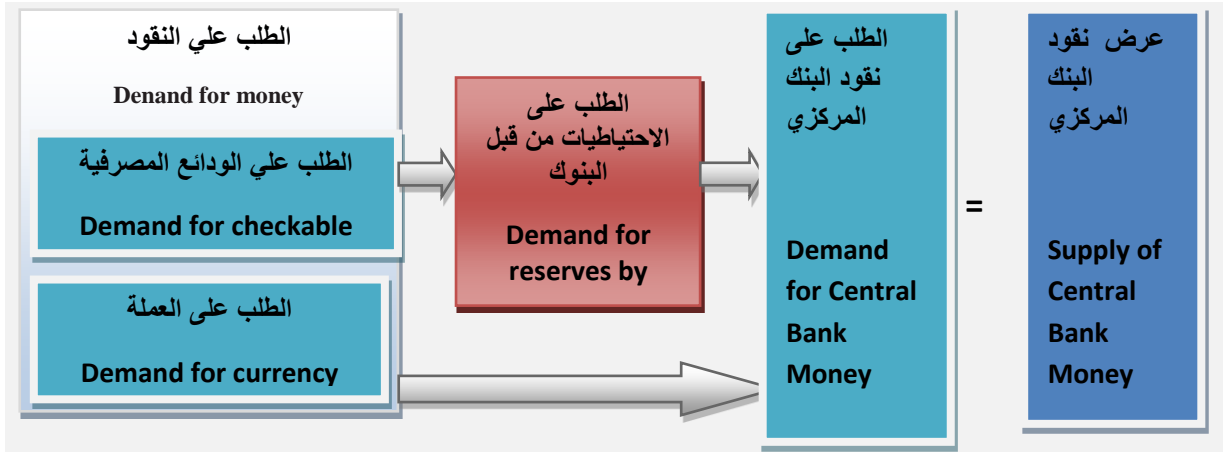 الطلب علي النقود
Denand for money
الطلب علي الودائع المصرفية
Demand for checkable
الطلب على العملة
Demand for currency
الطلب على
الاحتياطيات من قبل
البنوك
Demand for
reserves by
الطلب على
نقود البنك
المركزي
Demand
for Central
Bank
Money
=
عرض نقود
البنك
المركزي
Supply of
Central
Bank
Money